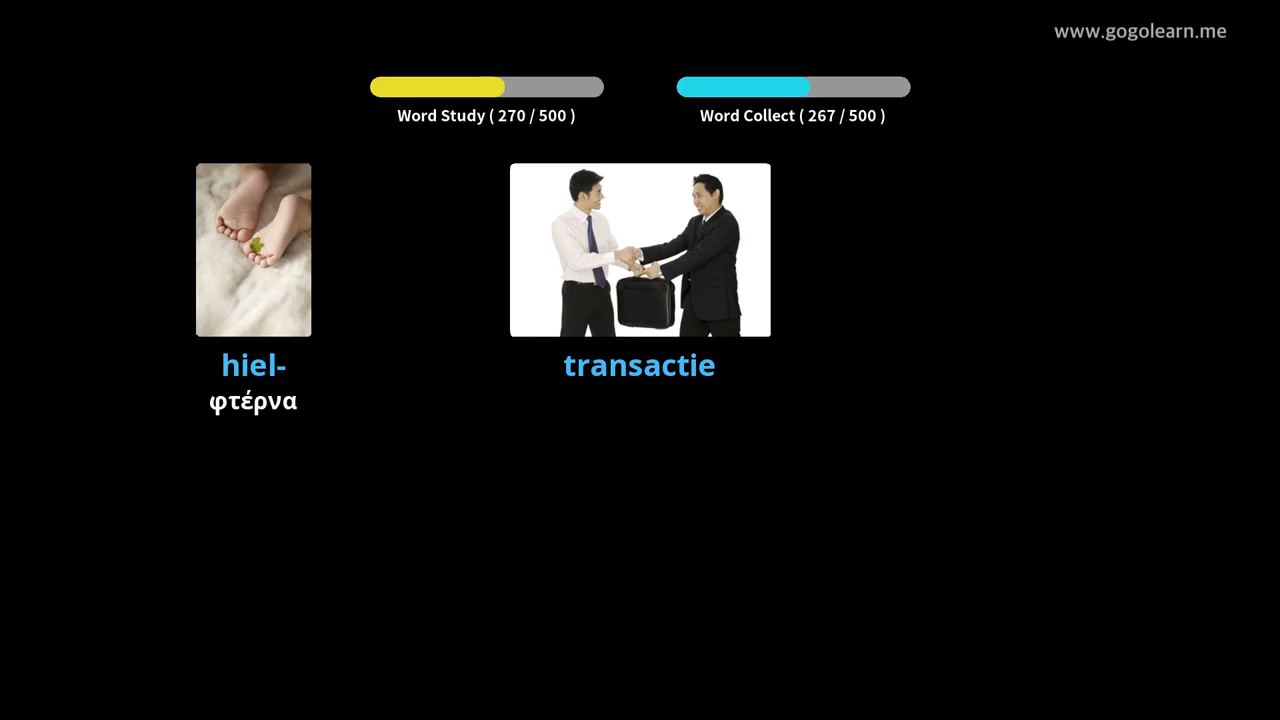 www.gogolearn.me
Word Study ( 270 / 500 )
Word Collect ( 267 / 500 )
hiel-
φτέρνα
transactie